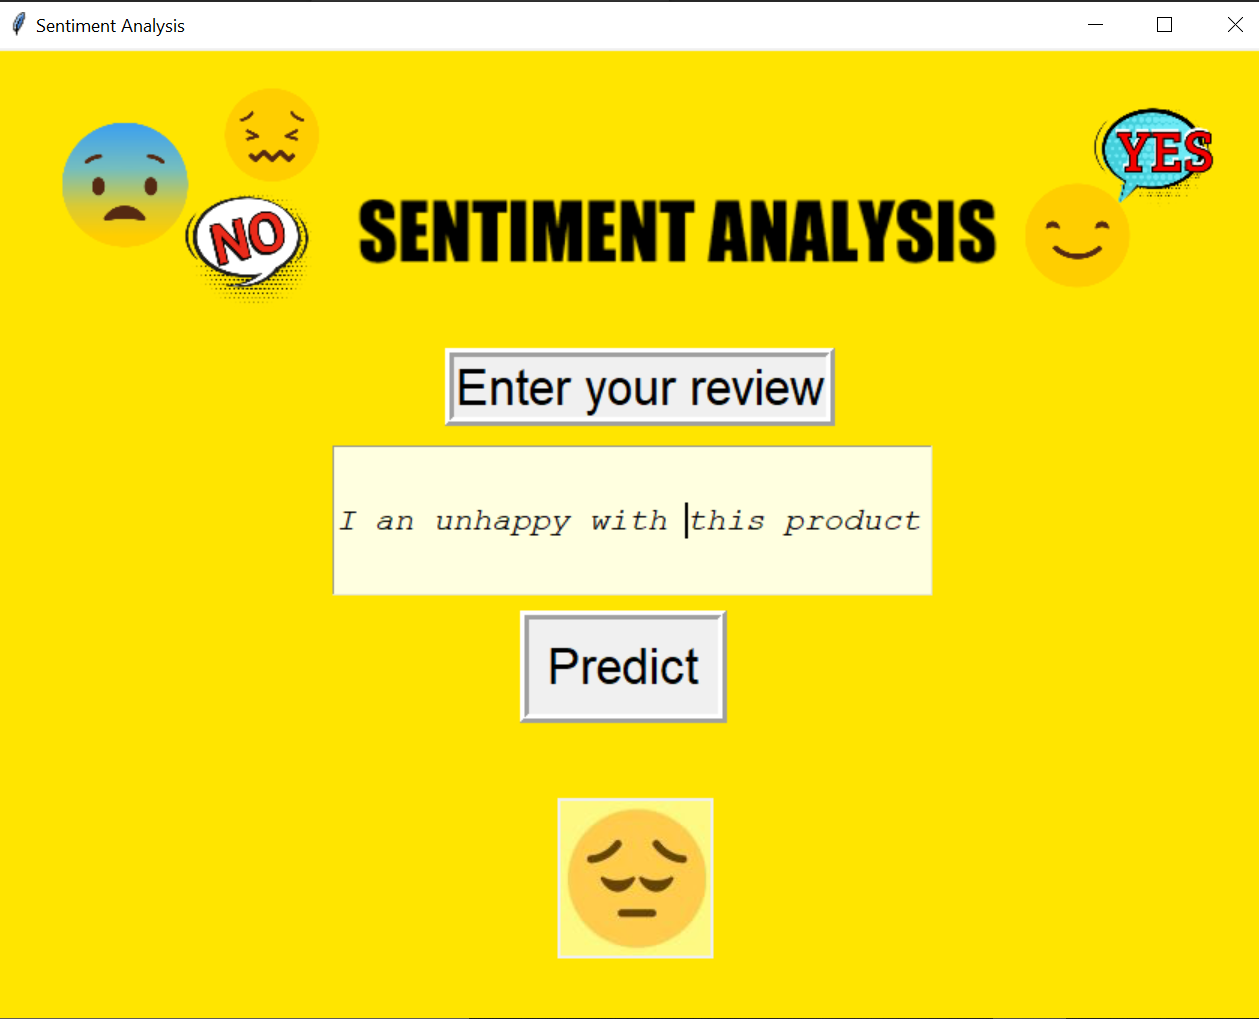 Sentiment Analysis
YES
NO
SENTIMENT ANALYSIS
Enter your review
I an unhappy with this product
Predict